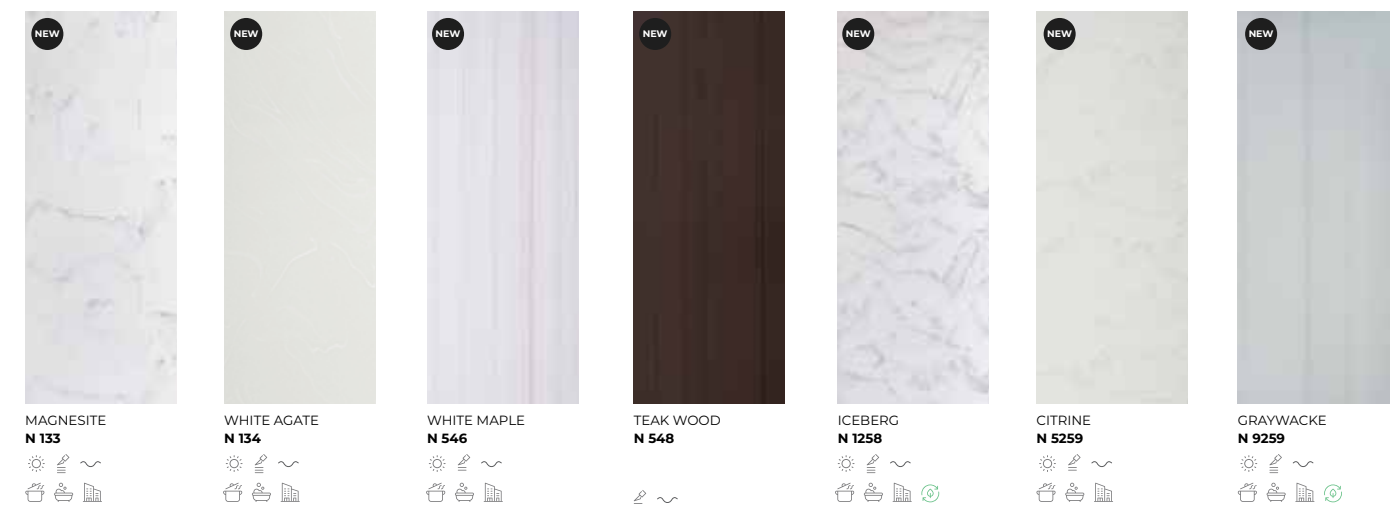 NEW
NEW
NEW
NEW
NEW
NEW
NEW
MAGNESITE
N 133
WHITE AGATE
N 134
WHITE MAPLE
N 546
TEAK WOOD
N 548
ICEBERG
N 1258
CITRINE
N 5259
GRAYWACKE
N 9259